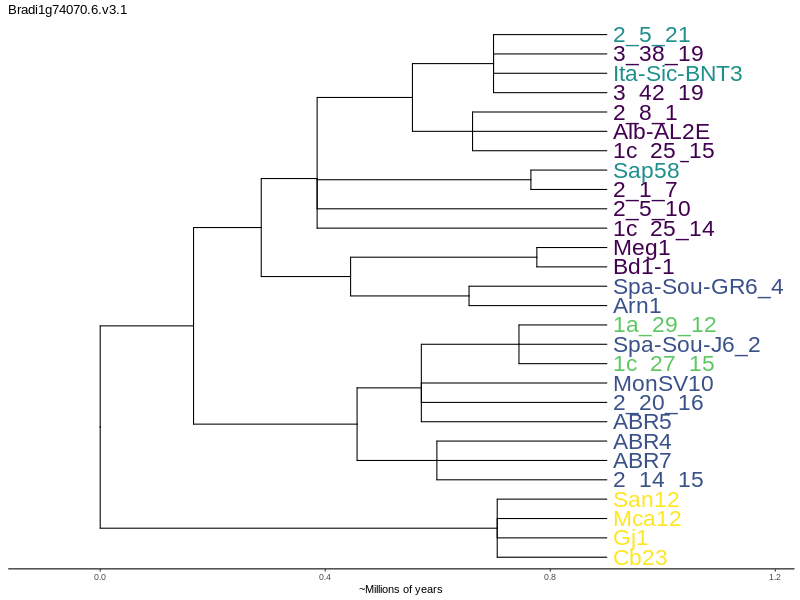 Bradi1g74070.6.v3.1
2_5_21
3_38_19
Ita-Sic-BNT3
3_42_19
2_8_1
Alb-AL2E
1c_25_15
Sap58
2_1_7
2_5_10
1c_25_14
Meg1
Bd1-1
Spa-Sou-GR6_4
Arn1
1a_29_12
Spa-Sou-J6_2
1c_27_15
MonSV10
2_20_16
ABR5
ABR4
ABR7
2_14_15
San12
Mca12
Gj1
Cb23
0.0 0.4 0.8 1.2
~Millions of years